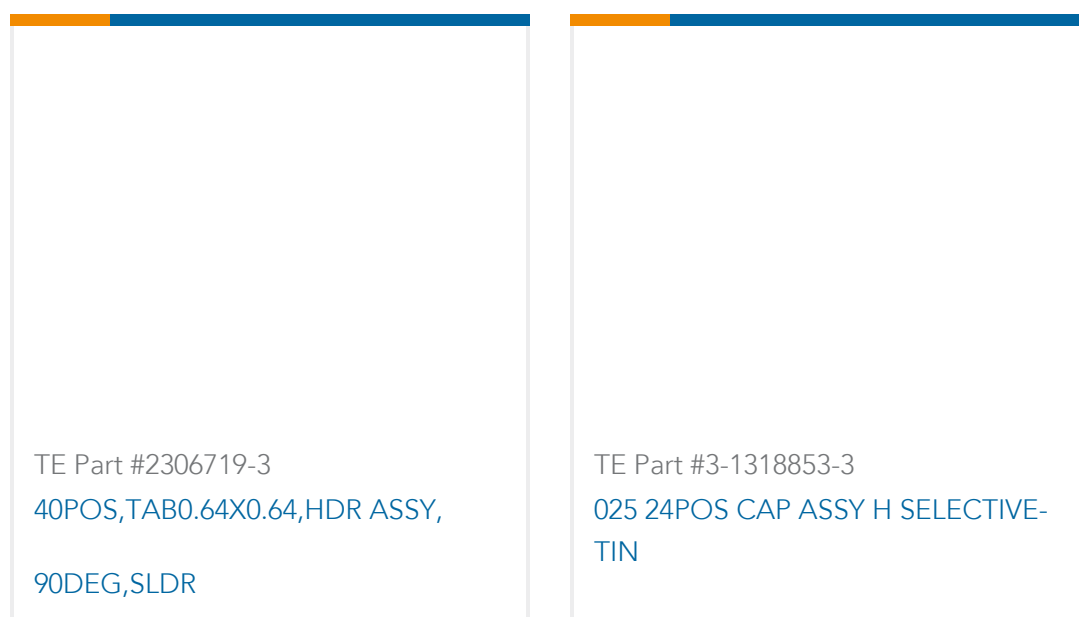 TE Part #2306719-3
40POS,TAB0.64X0.64,HDR ASSY,
90DEG,SLDR
TE Part #3-1318853-3
025 24POS CAP ASSY H SELECTIVE-
TIN